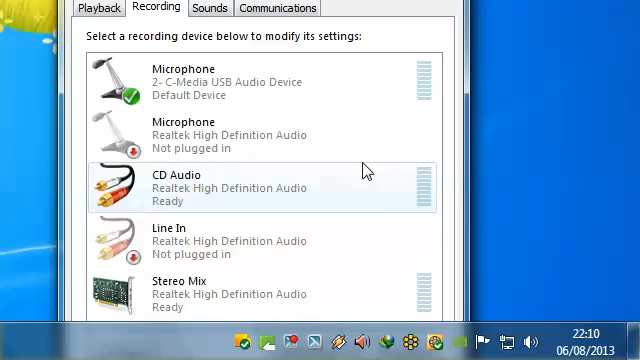 Playback
Recording
Sounds
Communications
Select a recording device below to modify its settings:
Microphone
2- C-Media USB Audio Device
Default Device
Microphone
Realtek High Definition Audio
Not plugged in
CD Audio
Realtek High Definition Audio
Ready
Line In
Realtek High Definition Audio
Not plugged in
Stereo Mix
Realtek High Definition Audio
Ready
22:10
06/08/2013